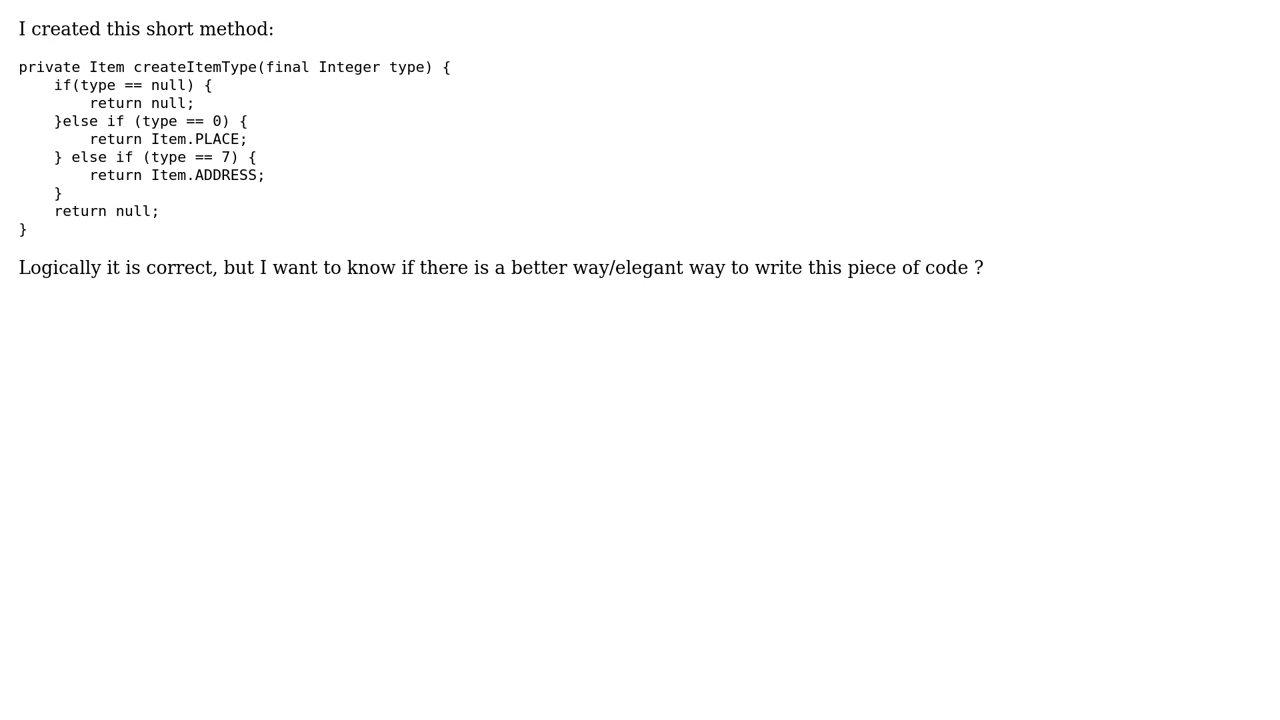 I created this short method:
private Item createItemType(final Integer type) {
    if(type == null) {
        return null;
    }else if (type == 0) {
        return Item.PLACE;
    } else if (type == 7) {
        return Item.ADDRESS;
    }
    return null;
}
Logically it is correct, but I want to know if there is a better way/elegant way to write this piece of code ?